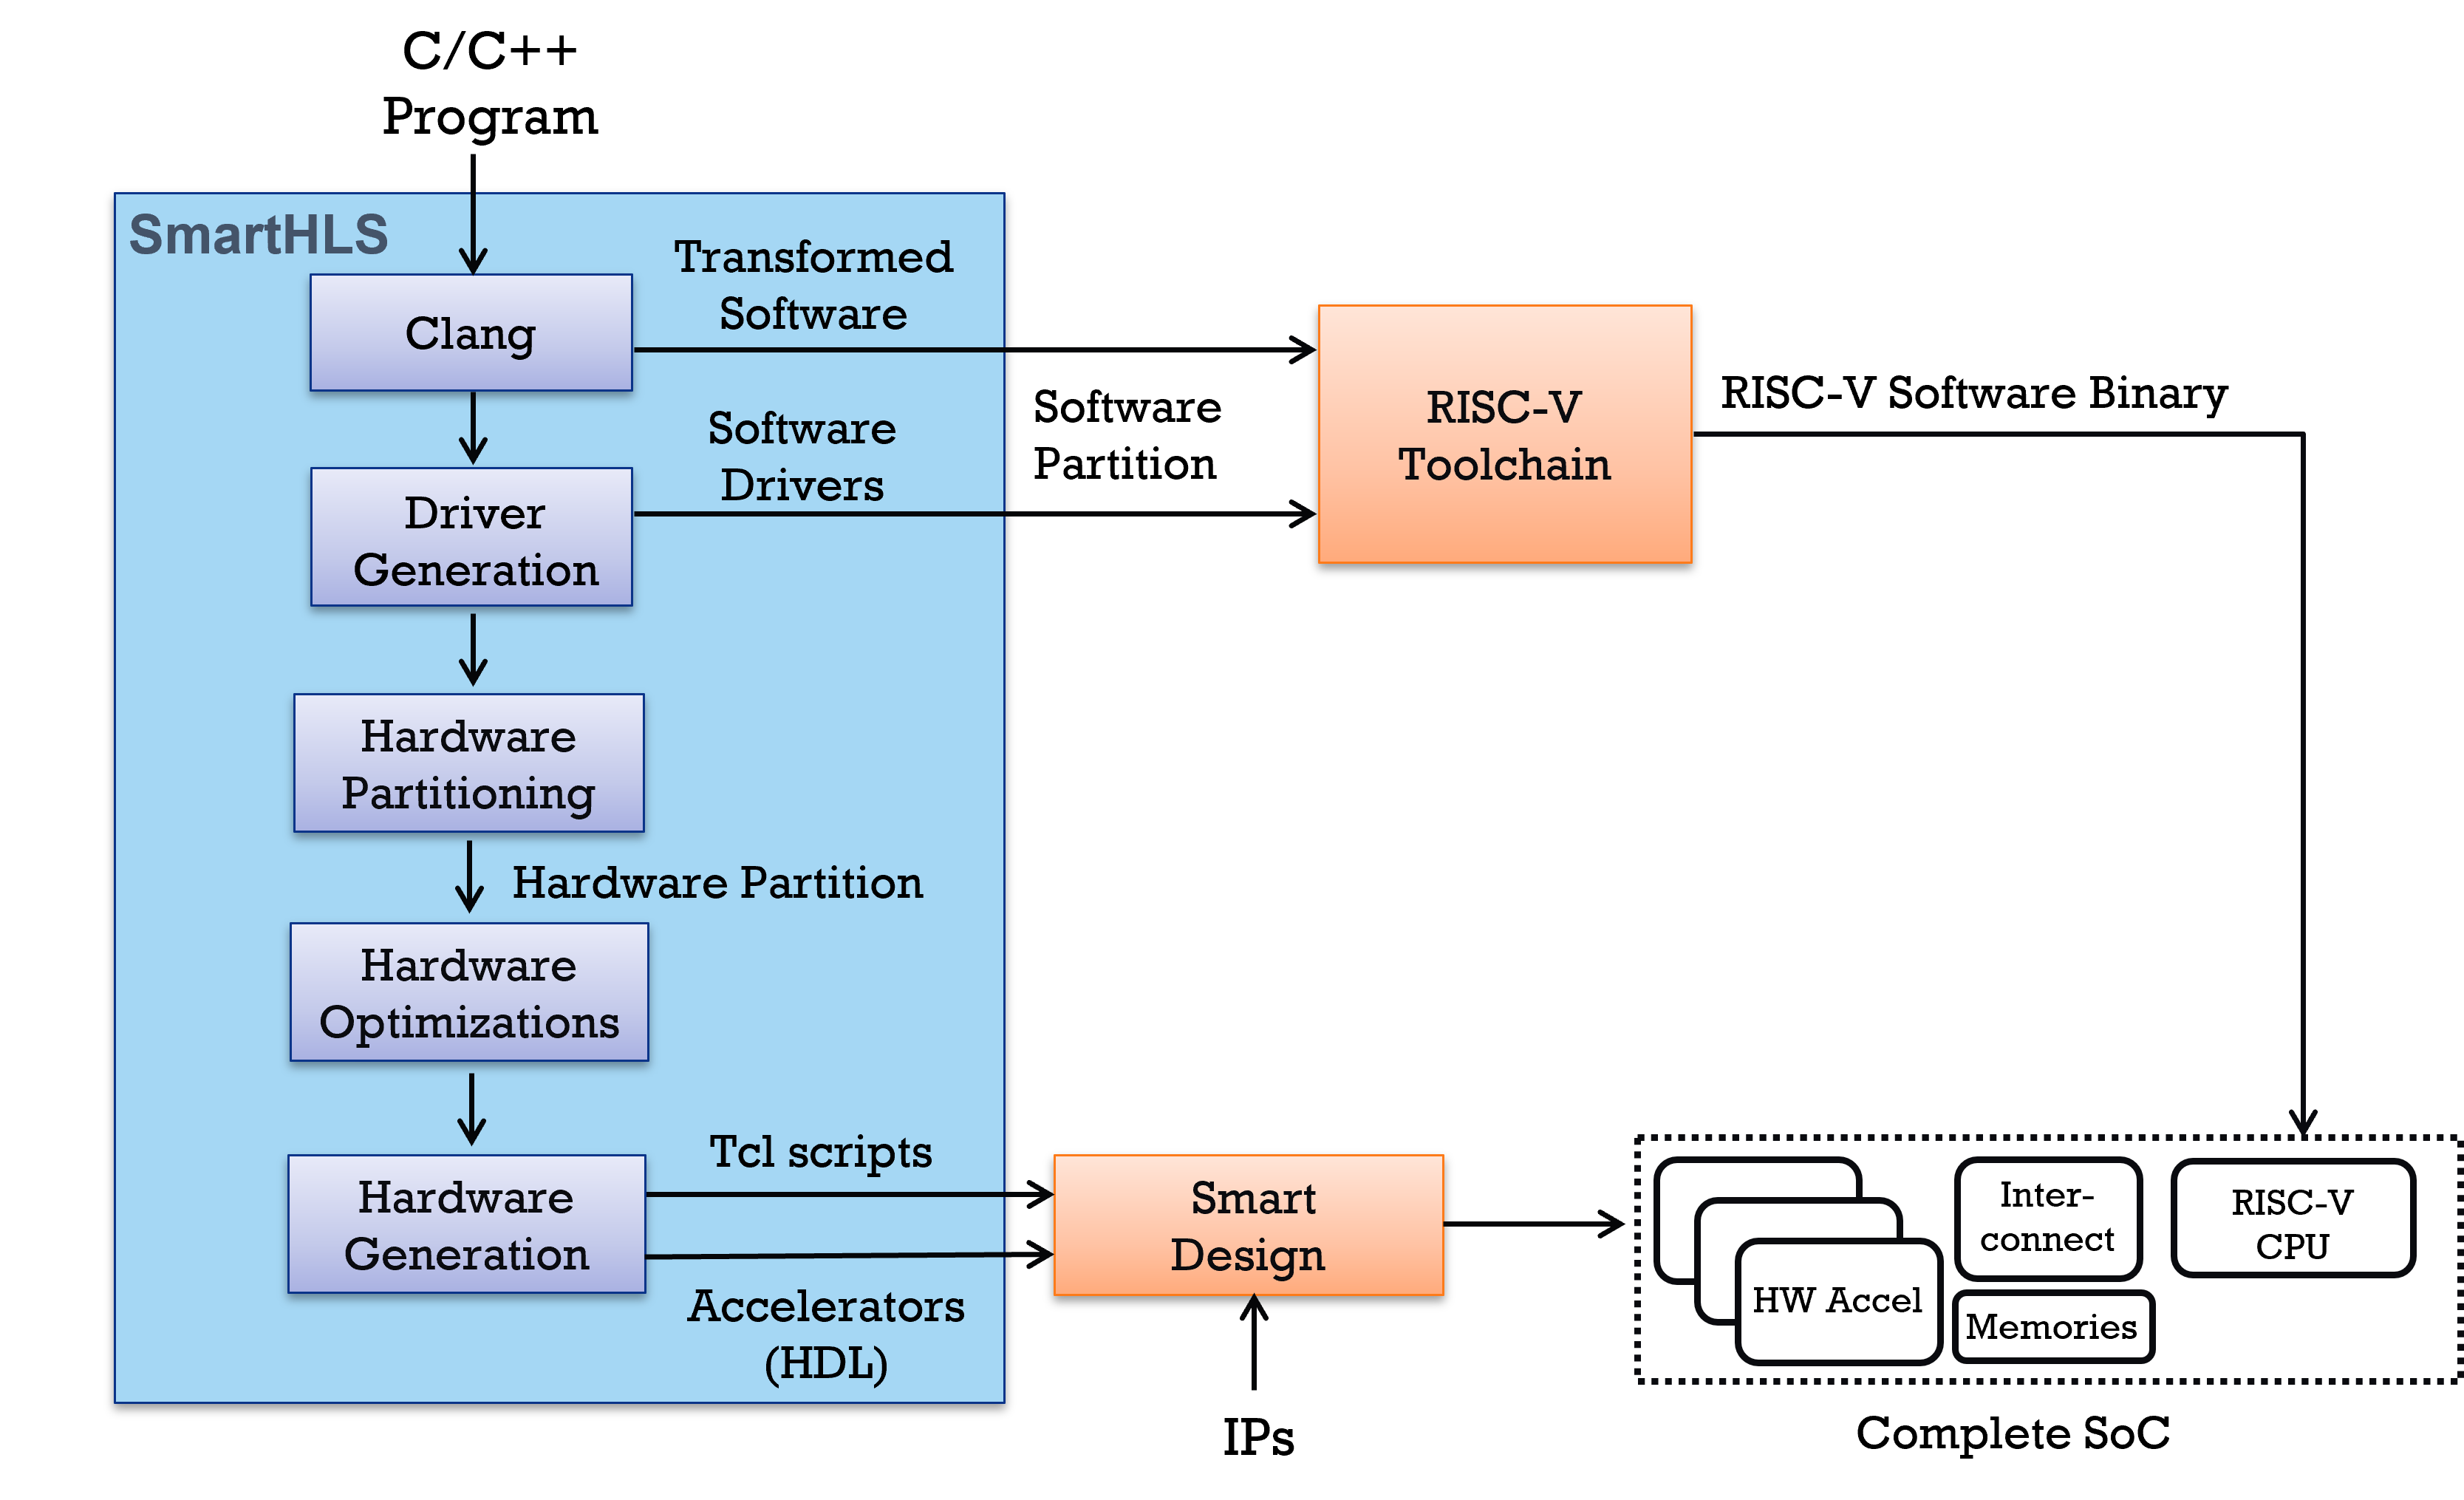 C/C++
Program
SmartHLS
Clang
Transformed
Software
Driver
Generation
Software
Drivers
Software
Partition
RISC-V
Toolchain
RISC-V Software Binary
Hardware
Partitioning
Hardware Partition
Hardware
Optimizations
Hardware
Generation
Tcl scripts
Accelerators
(HDL)
Smart
Design
IPs
HW Accel
Inter-
connect
Memories
RISC-V
CPU
Complete SoC